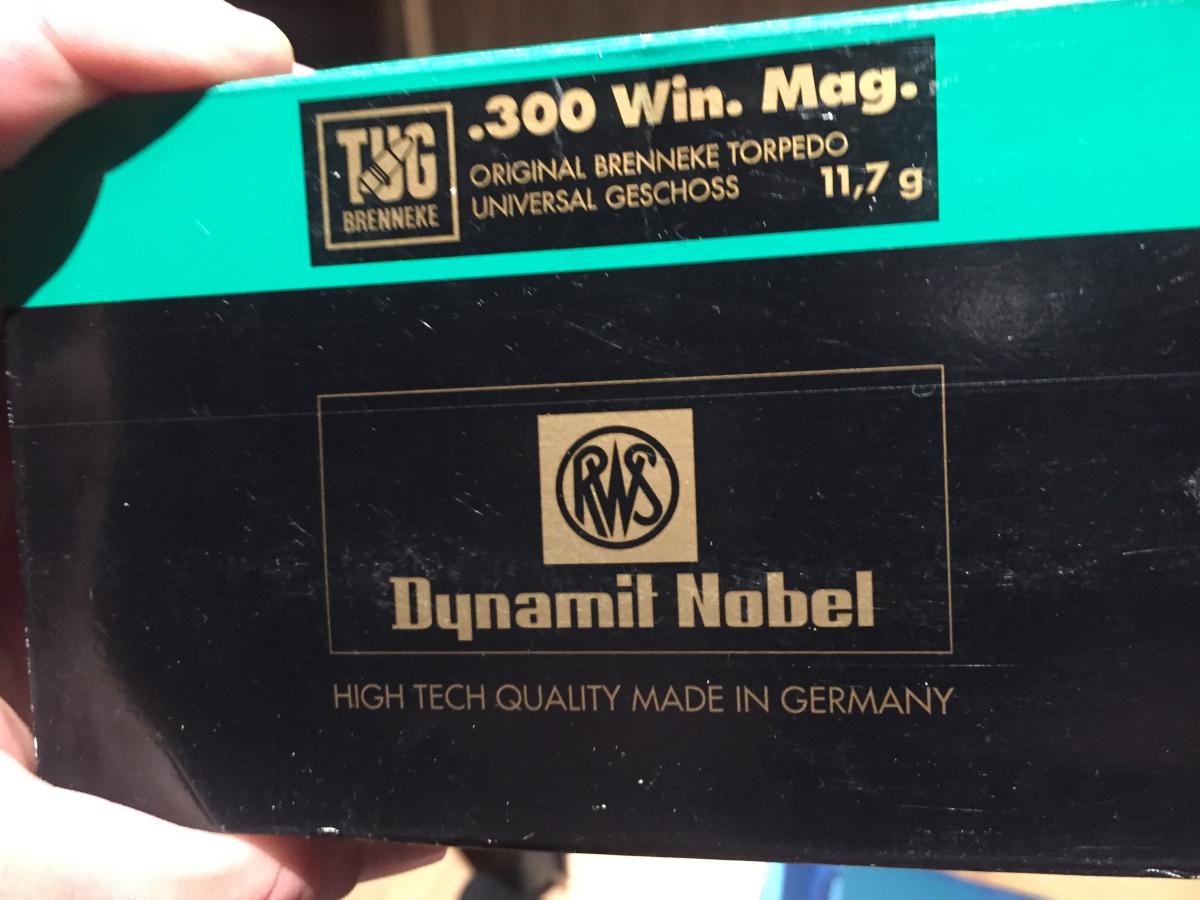 TUG
BRENNEKE
.300 Win. Mag.
ORIGINAL BRENNEKE TORPEDO
UNIVERSAL GESCHOSS 11,7 g
RWS
Dynamit Nobel
HIGH TECH QUALITY MADE IN GERMANY